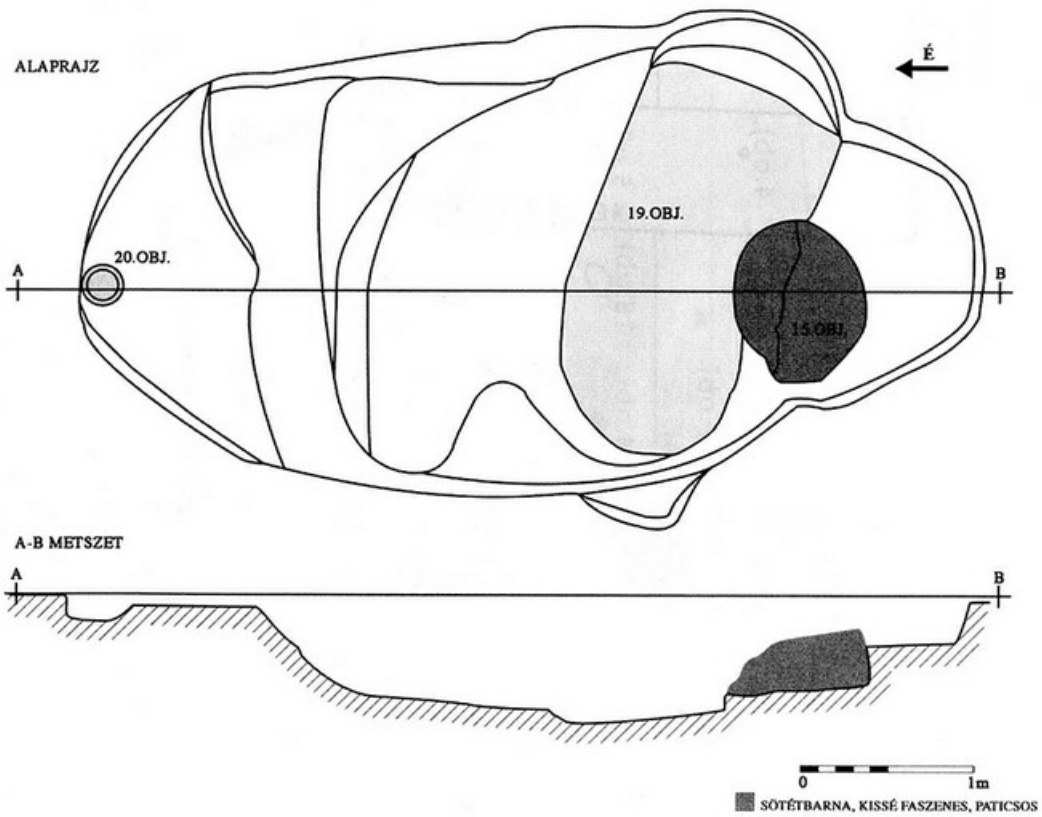 ALAPRAJZ
É
19.OBJ.
20.OBJ.
A
B
15.OBJ.
A-B METSZET
A
B
0
1m
SÖTÉTBARNA, KISSÉ FASZENES, PATICSOS